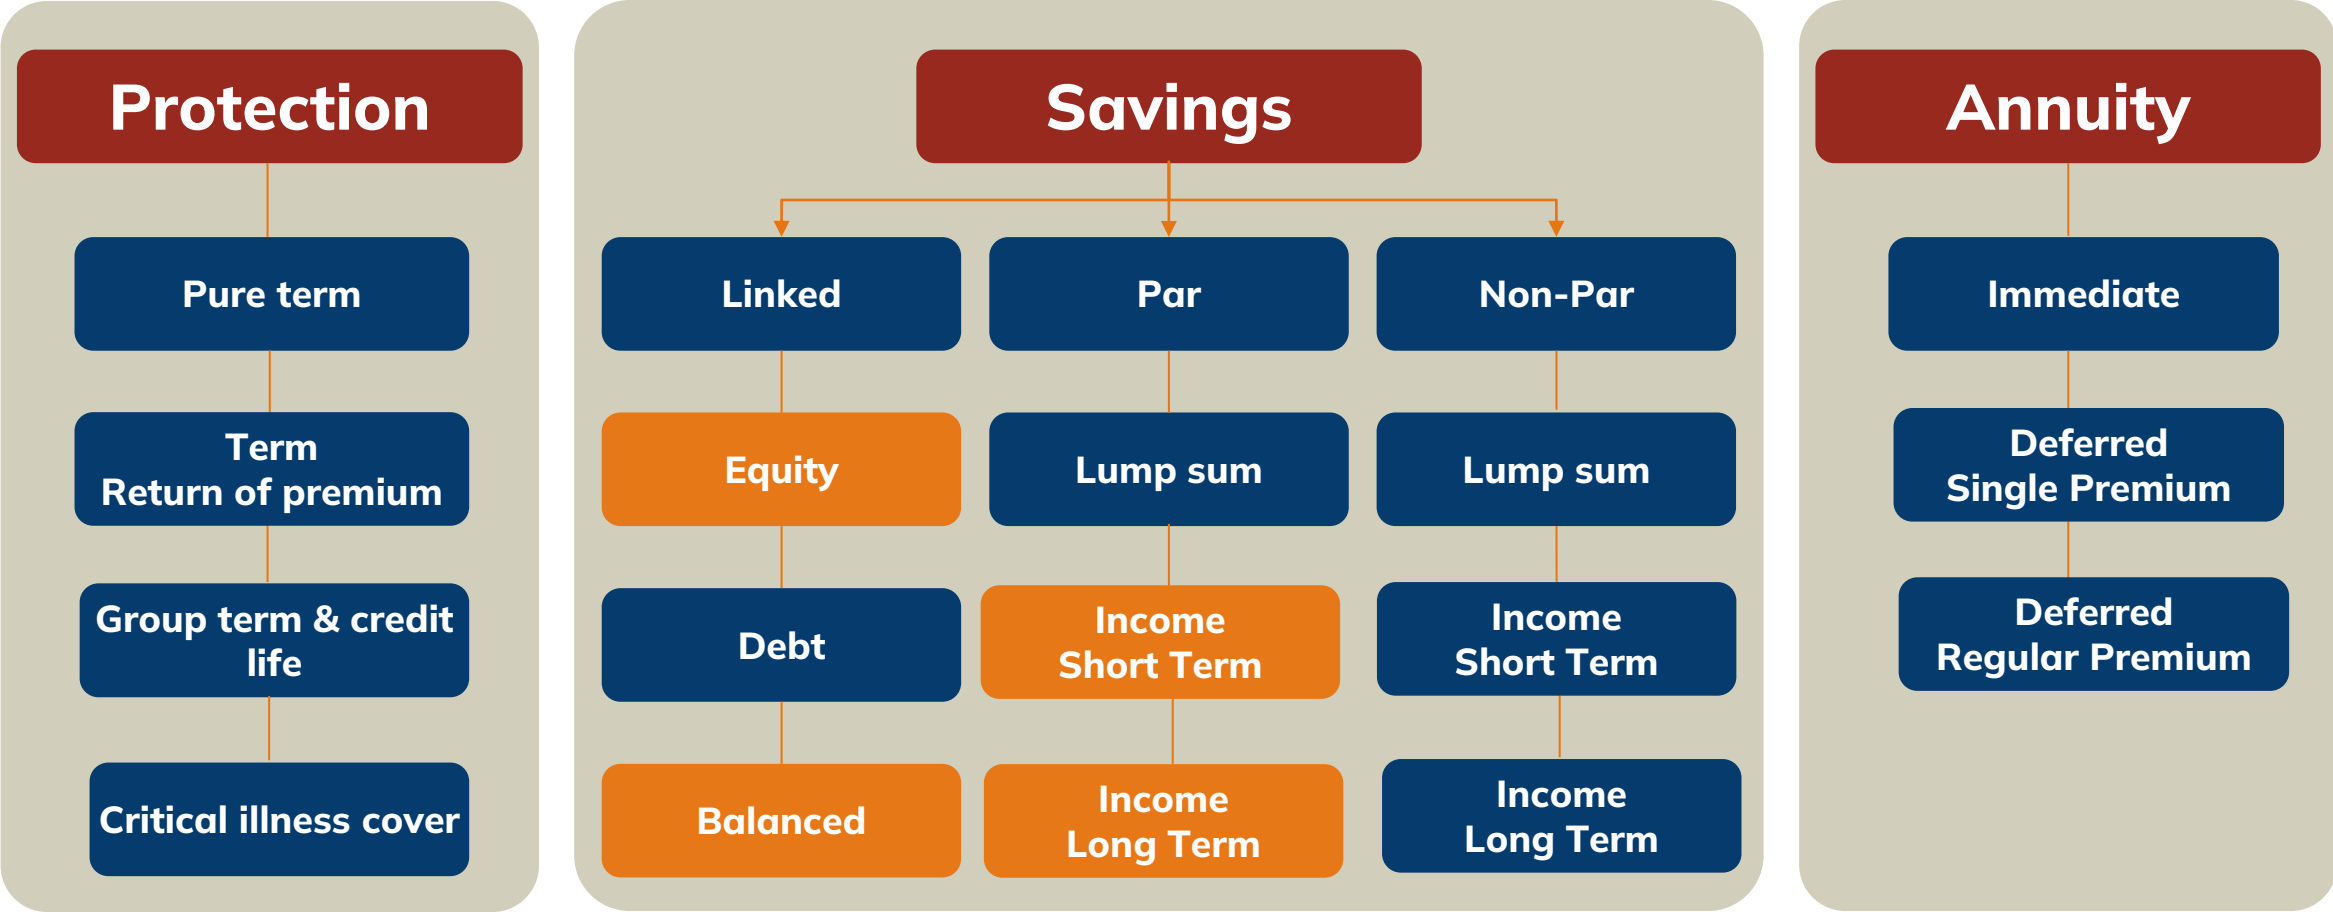 Protection
Pure term
Term
Return of premium
Group term & credit
life
Critical illness cover
Savings
Linked
Equity
Debt
Balanced
Par
Lump sum
Income
Short Term
Income
Long Term
Non-Par
Lump sum
Income
Short Term
Income
Long Term
Annuity
Immediate
Deferred
Single Premium
Deferred
Regular Premium